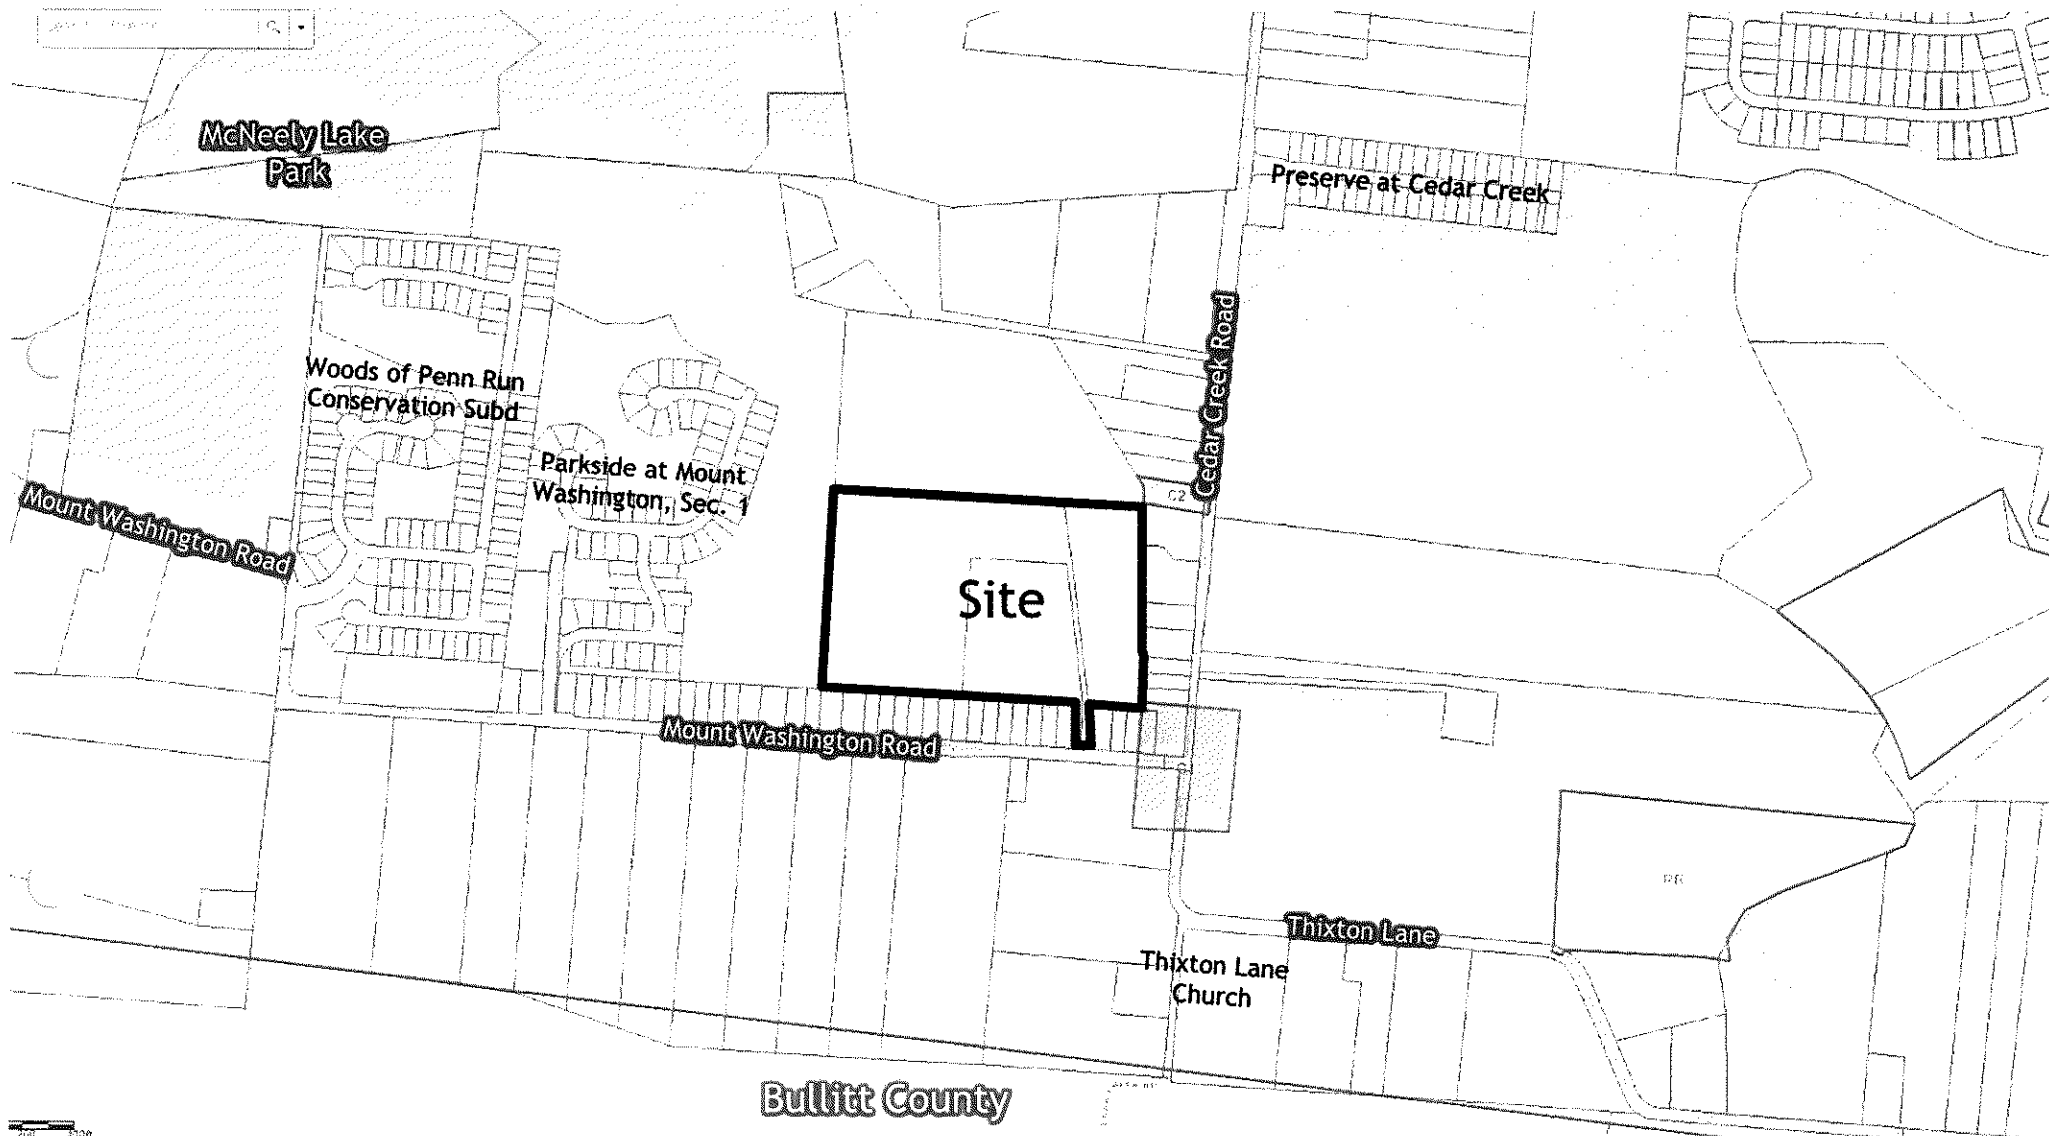 McNeely Lake
Park
Preserve at Cedar Creek
Cedar Creek Road
Woods of Penn Run
Conservation Subd
Parkside at Mount
Washington, Sec. 1
Mount Washington Road
C2
Site
Mount Washington Road
Thixton Lane
Thixton Lane
Church
Bullitt County